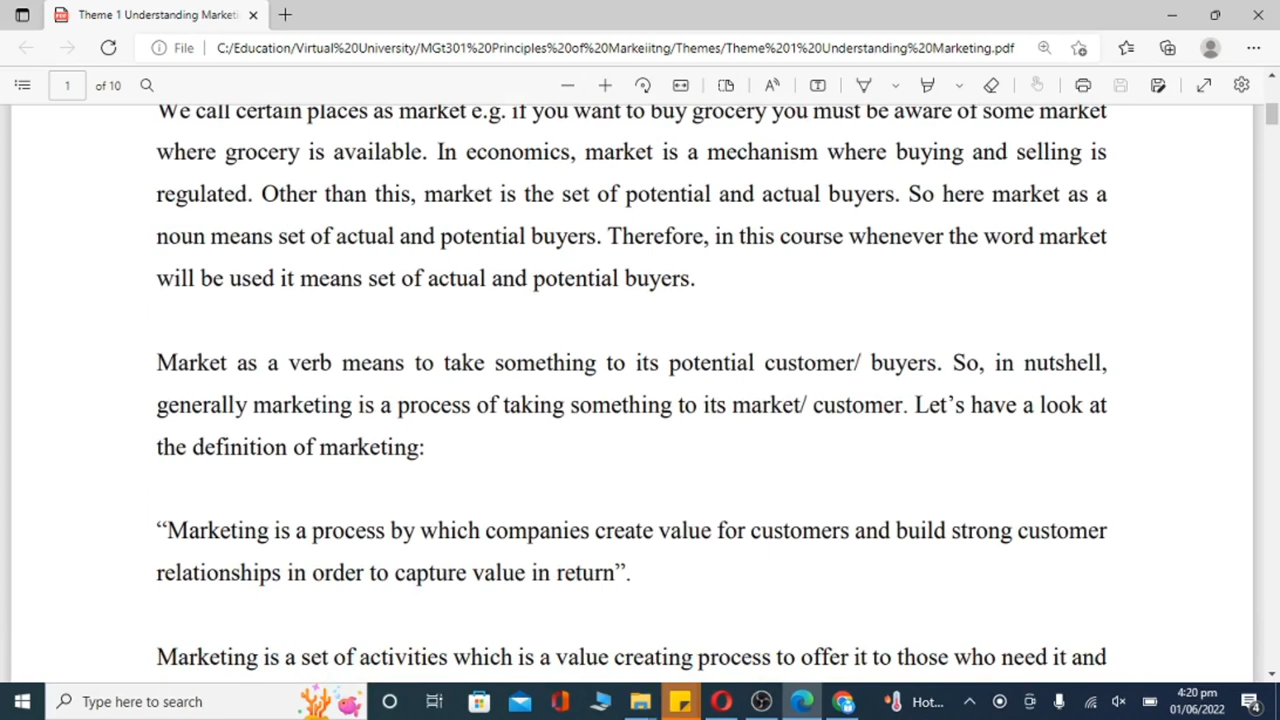 Theme 1 Understanding Marketi
File
C:/Education/Virtual%20University/MGt301%20Principles%20of%20Markeiitng/Themes/Theme%201%20Understanding%20Marketing.pdf
1 of 10
We call certain places as market e.g. if you want to buy grocery you must be aware of some market
where grocery is available. In economics, market is a mechanism where buying and selling is
regulated. Other than this, market is the set of potential and actual buyers. So here market as a
noun means set of actual and potential buyers. Therefore, in this course whenever the word market
will be used it means set of actual and potential buyers.
Market as a verb means to take something to its potential customer/ buyers. So, in nutshell,
generally marketing is a process of taking something to its market/ customer. Let’s have a look at
the definition of marketing:
“Marketing is a process by which companies create value for customers and build strong customer
relationships in order to capture value in return”.
Marketing is a set of activities which is a value creating process to offer it to those who need it and
Type here to search
Hot...
4:20 pm
01/06/2022
4